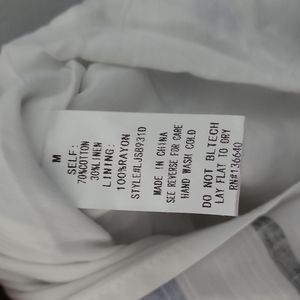 M
SELF:
70%COTTON
30%LINEN
LINING:
100%RAYON
STYLE#LJS8931D
MADE IN CHINA
SEE REVERSE FOR CARE
HAND WASH COLD
DO NOT BLTECH
LAY FLAT TO DRY
RN#136640